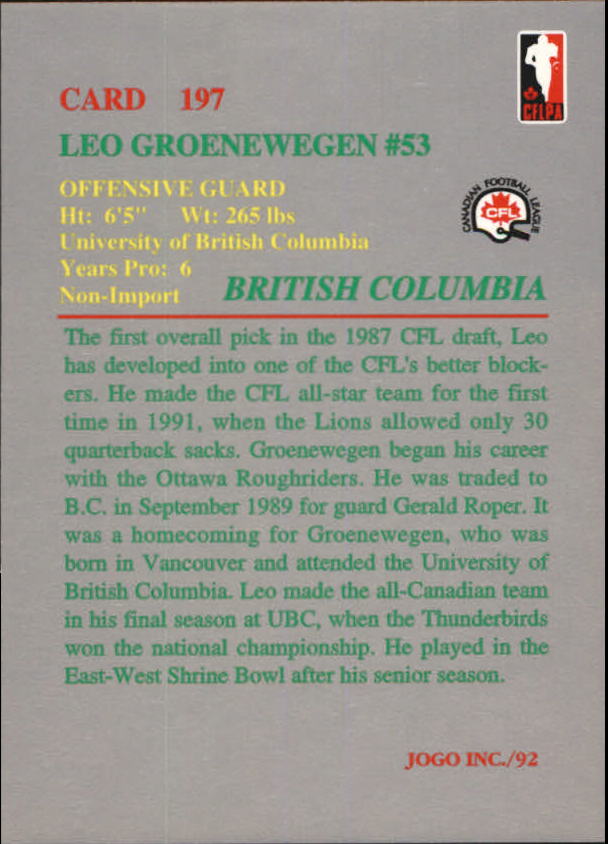 CFLPA
CARD 197
LEO GROENEWEGEN #53
OFFENSIVE GUARD
Ht: 6'5" Wt: 265 lbs
University of British Columbia
Years Pro: 6
Non-Import
CANADIAN FOOTBALL LEAGUE
CFL
BRITISH COLUMBIA
The first overall pick in the 1987 CFL draft, Leo
has developed into one of the CFL's better block-
ers. He made the CFL all-star team for the first
time in 1991, when the Lions allowed only 30
quarterback sacks. Groenewegen began his career
with the Ottawa Roughriders. He was traded to
B.C. in September 1989 for guard Gerald Roper. It
was a homecoming for Groenewegen, who was
born in Vancouver and attended the University of
British Columbia. Leo made the all-Canadian team
in his final season at UBC, when the Thunderbirds
won the national championship. He played in the
East-West Shrine Bowl after his senior season.
JOGO INC./92